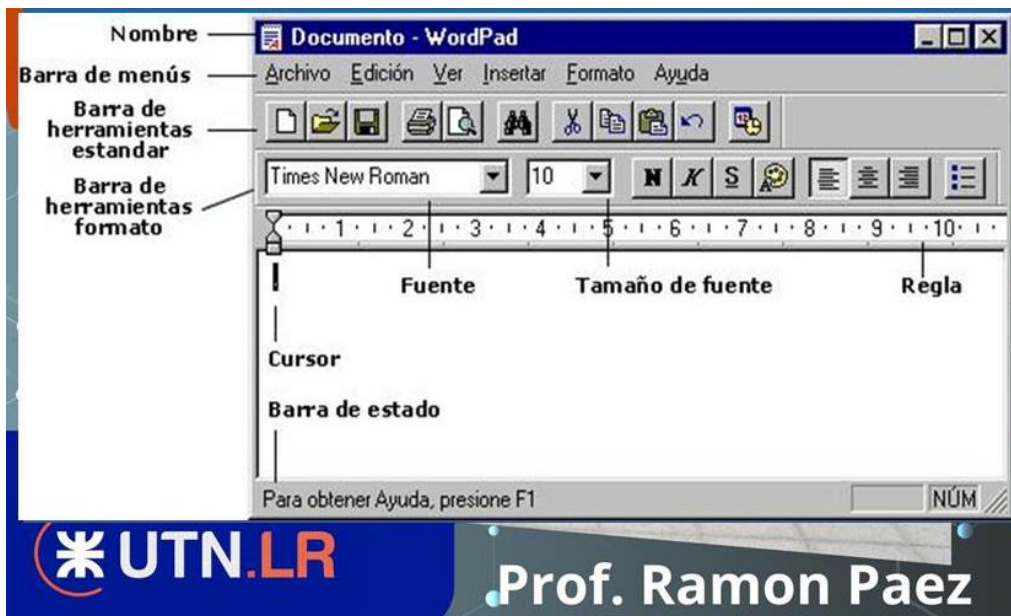 Nombre
Documento - WordPad
Barra de menús
Archivo Edición Ver Insertar Formato Ayuda
Barra de
herramientas
estandar
Barra de
herramientas
formato
Times New Roman
10
N K S
1 2 3 4 5 6 7 8 9 10
Fuente
Tamaño de fuente
Regla
Cursor
Barra de estado
Para obtener Ayuda, presione F1
NÚM
UTN.LR
Prof. Ramon Paez